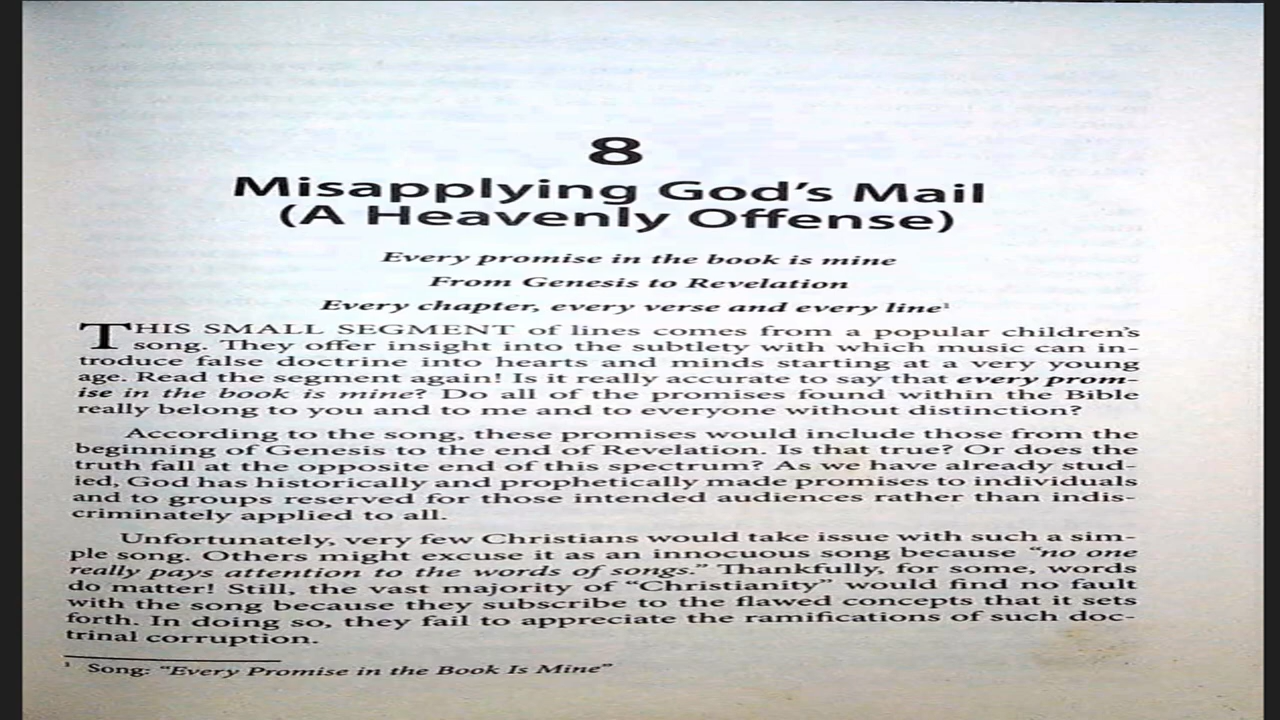 8
Misapplying God's Mail
(A Heavenly Offense)
Every promise in the book is mine
From Genesis to Revelation
Every chapter, every verse and every line¹
THIS SMALL SEGMENT of lines comes from a popular children's
song. They offer insight into the subtlety with which music can in-
troduce false doctrine into hearts and minds starting at a very young
age. Read the segment again! Is it really accurate to say that every prom-
ise in the book is mine? Do all of the promises found within the Bible
really belong to you and to me and to everyone without distinction?
According to the song, these promises would include those from the
beginning of Genesis to the end of Revelation. Is that true? Or does the
truth fall at the opposite end of this spectrum? As we have already stud-
ied, God has historically and prophetically made promises to individuals
and to groups reserved for those intended audiences rather than indis-
criminately applied to all.
Unfortunately, very few Christians would take issue with such a sim-
ple song. Others might excuse it as an innocuous song because "no one
really pays attention to the words of songs." Thankfully, for some, words
do matter! Still, the vast majority of "Christianity" would find no fault
with the song because they subscribe to the flawed concepts that it sets
forth. In doing so, they fail to appreciate the ramifications of such doc-
trinal corruption.
¹ Song: "Every Promise in the Book Is Mine"